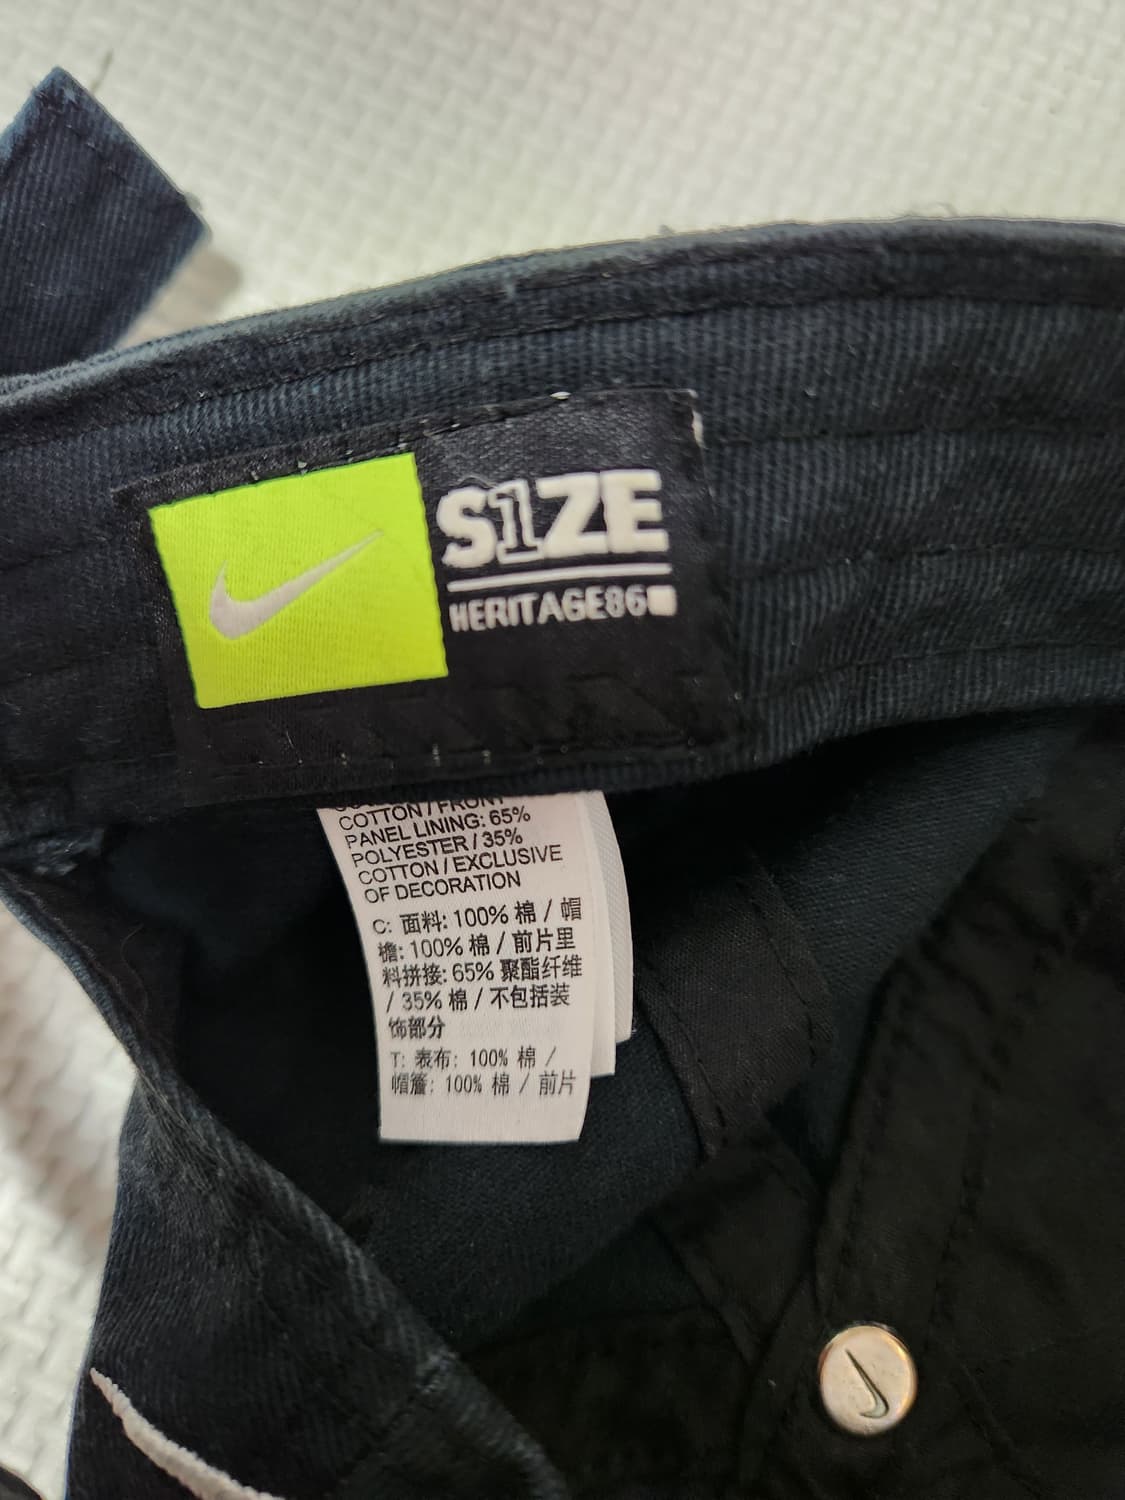 S1ZE
HERITAGE86
COTTON / FRONT
PANEL LINING: 65%
POLYESTER / 35%
COTTON / EXCLUSIVE
OF DECORATION
C: 面料: 100% 棉 / 帽
檐: 100% 棉 / 前片里
料拼接: 65% 聚酯纤维
/ 35% 棉 / 不包括装
饰部分
T: 表布: 100% 棉 /
帽簷: 100% 棉 / 前片